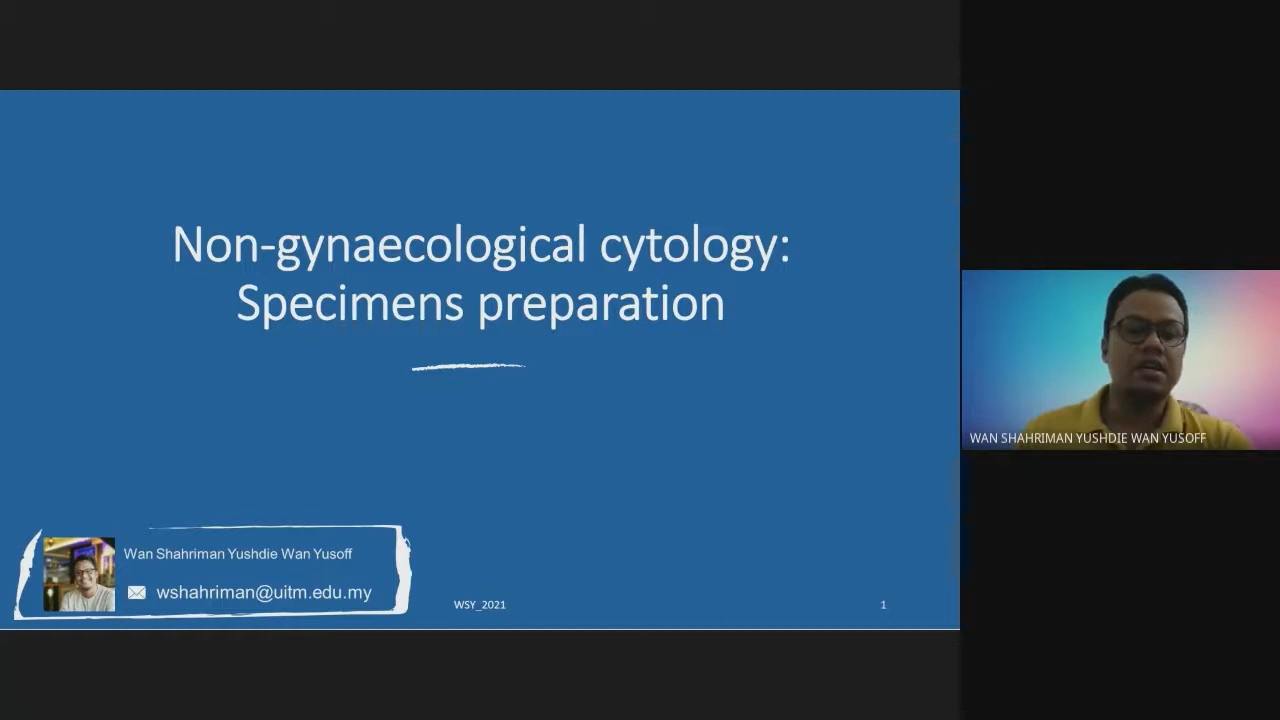 Non-gynaecological cytology:
Specimens preparation
Wan Shahriman Yushdie Wan Yusoff
wshahriman@uitm.edu.my
WSY_2021
1
WAN SHAHRIMAN YUSHDIE WAN YUSOFF